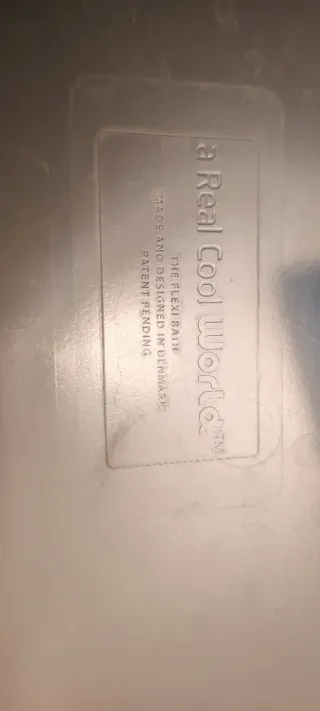 a Real Cool World™
THE FLEXI BATH
MADE AND DESIGNED IN DENMARK
PATENT PENDING